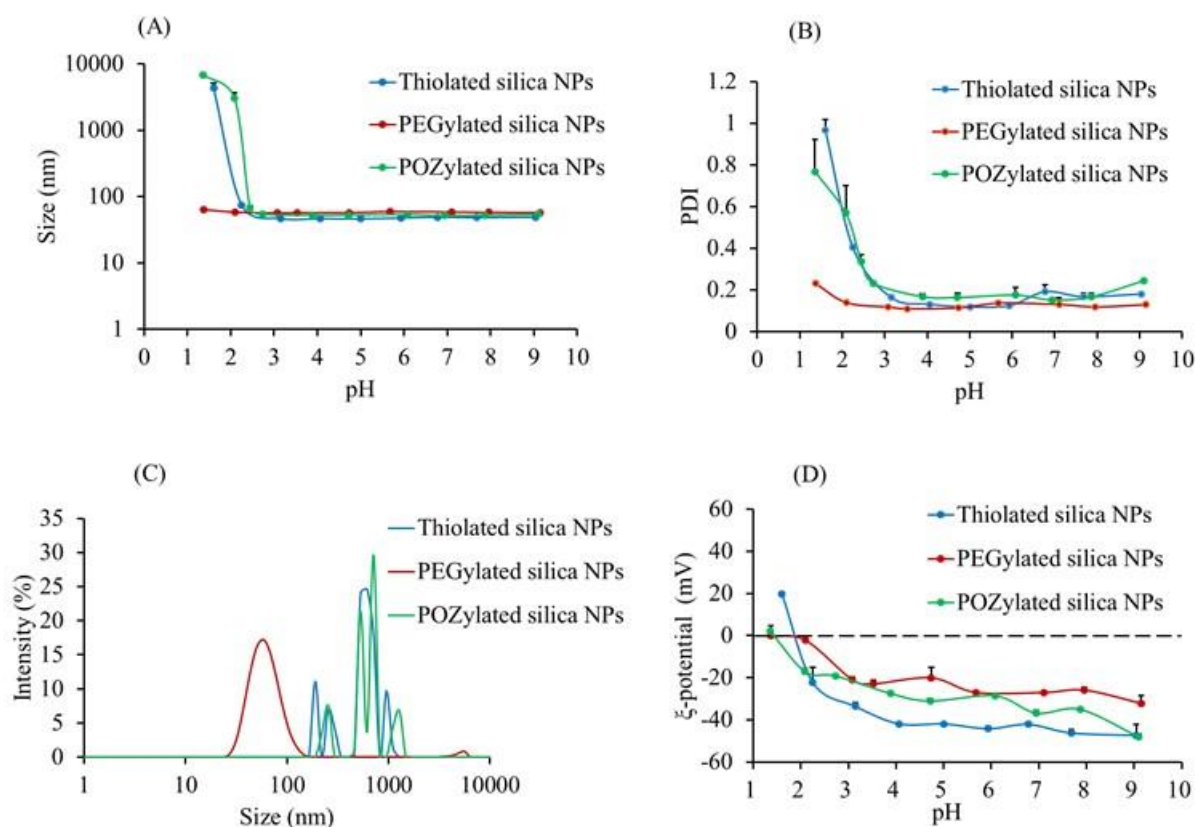 (A)
10000
1000
100
10
1
Size (nm)
0 1 2 3 4 5 6 7 8 9 10
pH
Thiolated silica NPs
PEGylated silica NPs
POZylated silica NPs
(B)
1.2
1
0.8
0.6
0.4
0.2
0
PDI
0 1 2 3 4 5 6 7 8 9 10
pH
Thiolated silica NPs
PEGylated silica NPs
POZylated silica NPs
(C)
35
30
25
20
15
10
5
0
Intensity (%)
1 10 100 1000 10000
Size (nm)
Thiolated silica NPs
PEGylated silica NPs
POZylated silica NPs
(D)
60
40
20
0
-20
-40
-60
ξ-potential (mV)
0 1 2 3 4 5 6 7 8 9 10
pH
Thiolated silica NPs
PEGylated silica NPs
POZylated silica NPs